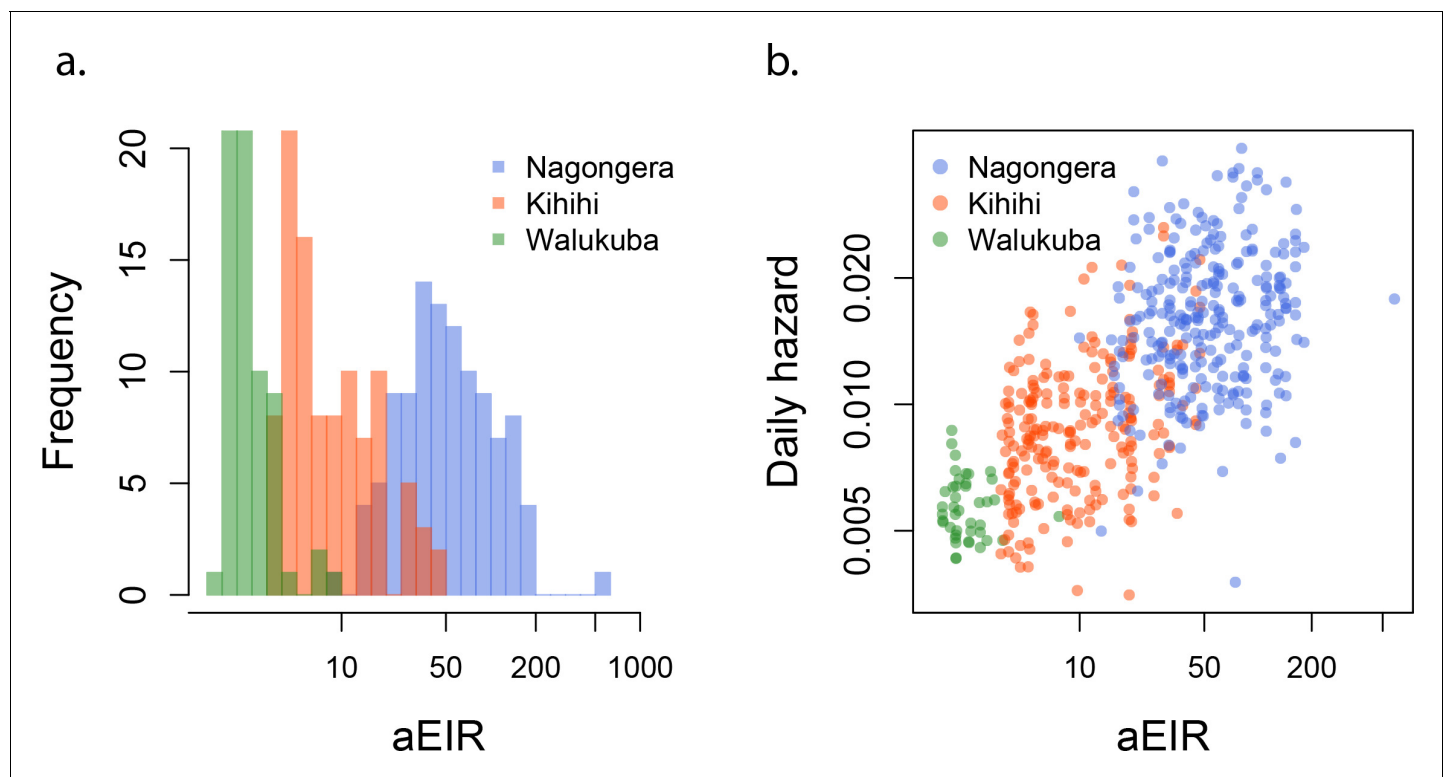 a.
Frequency
20
15
10
5
0
Nagongera
Kihihi
Walukuba
10 50 200 1000
aEIR
b.
Daily hazard
0.020
0.010
0.005
Nagongera
Kihihi
Walukuba
10 50 200
aEIR